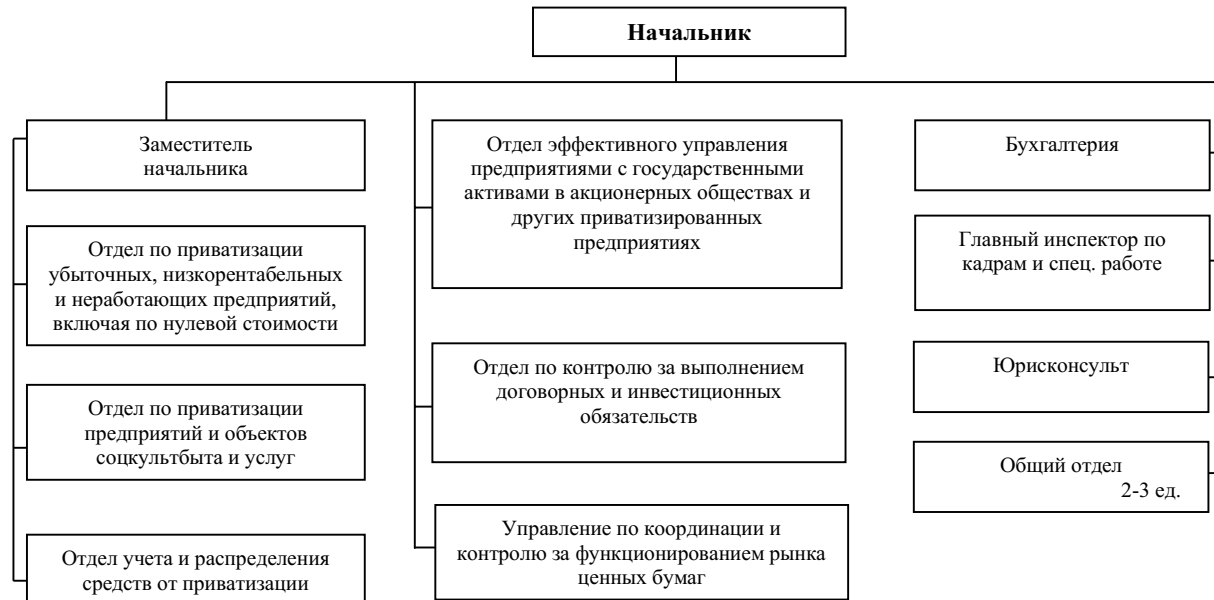 Начальник
Заместитель
начальника
Отдел по приватизации
убыточных, низкорентабельных
и неработающих предприятий,
включая по нулевой стоимости
Отдел по приватизации
предприятий и объектов
соцкультбыта и услуг
Отдел учета и распределения
средств от приватизации
Отдел эффективного управления
предприятиями с государственными
активами в акционерных обществах и
других приватизированных
предприятиях
Отдел по контролю за выполнением
договорных и инвестиционных
обязательств
Управление по координации и
контролю за функционированием рынка
ценных бумаг
Бухгалтерия
Главный инспектор по
кадрам и спец. работе
Юрисконсульт
Общий отдел
2-3 ед.